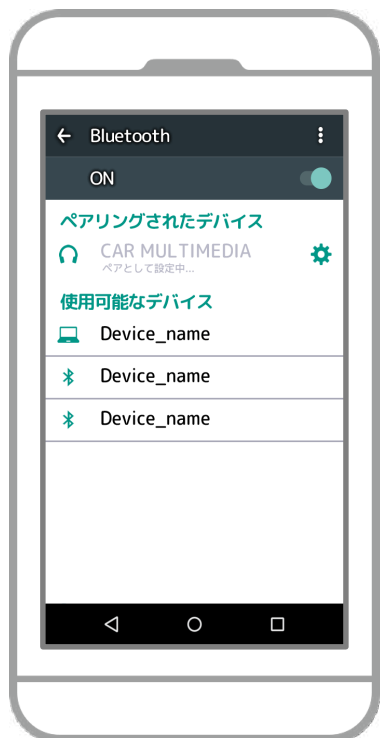 Bluetooth
ON
ペアリングされたデバイス
CAR MULTIMEDIA
ペアとして設定中...
使用可能なデバイス
Device_name
Device_name
Device_name